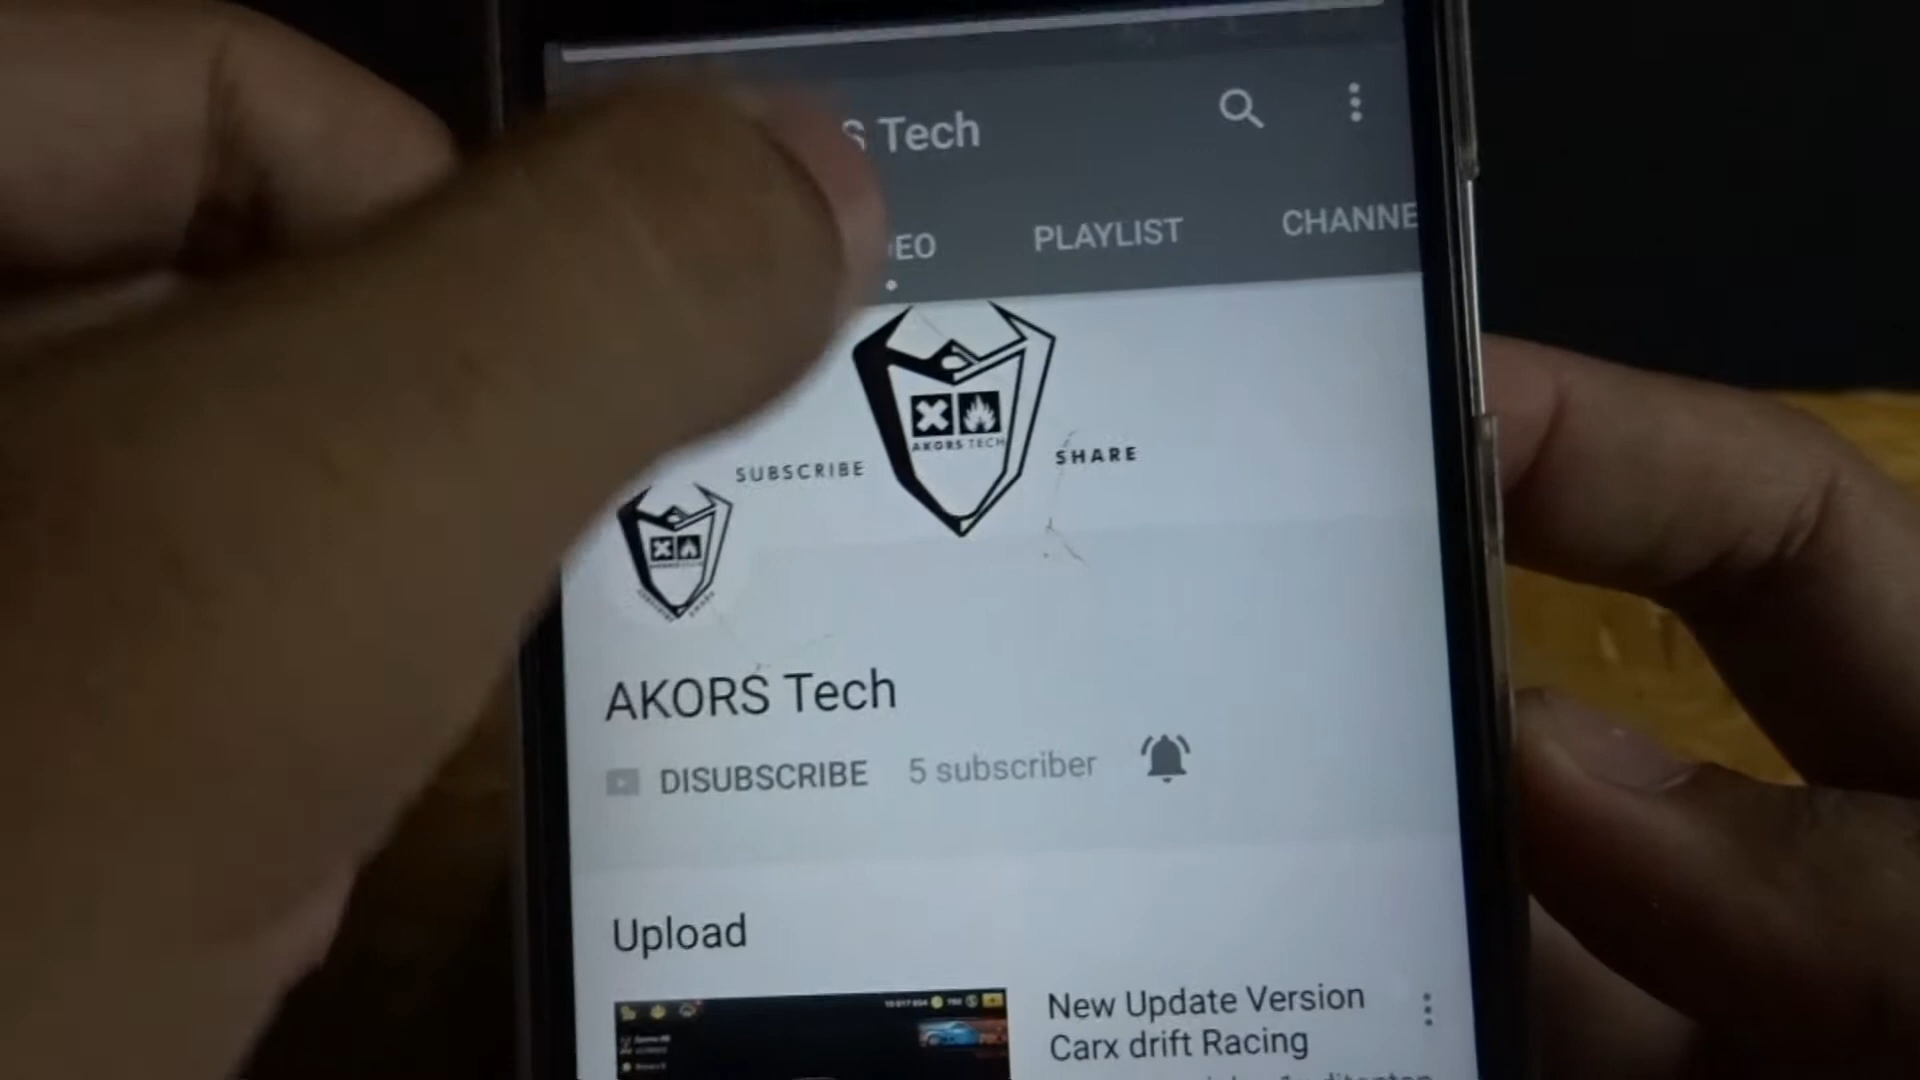 S Tech
EO
PLAYLIST
CHANNE
AKORS TECH
SUBSCRIBE
SHARE
AKORS Tech
DISUBSCRIBE
5 subscriber
Upload
New Update Version
Carx drift Racing